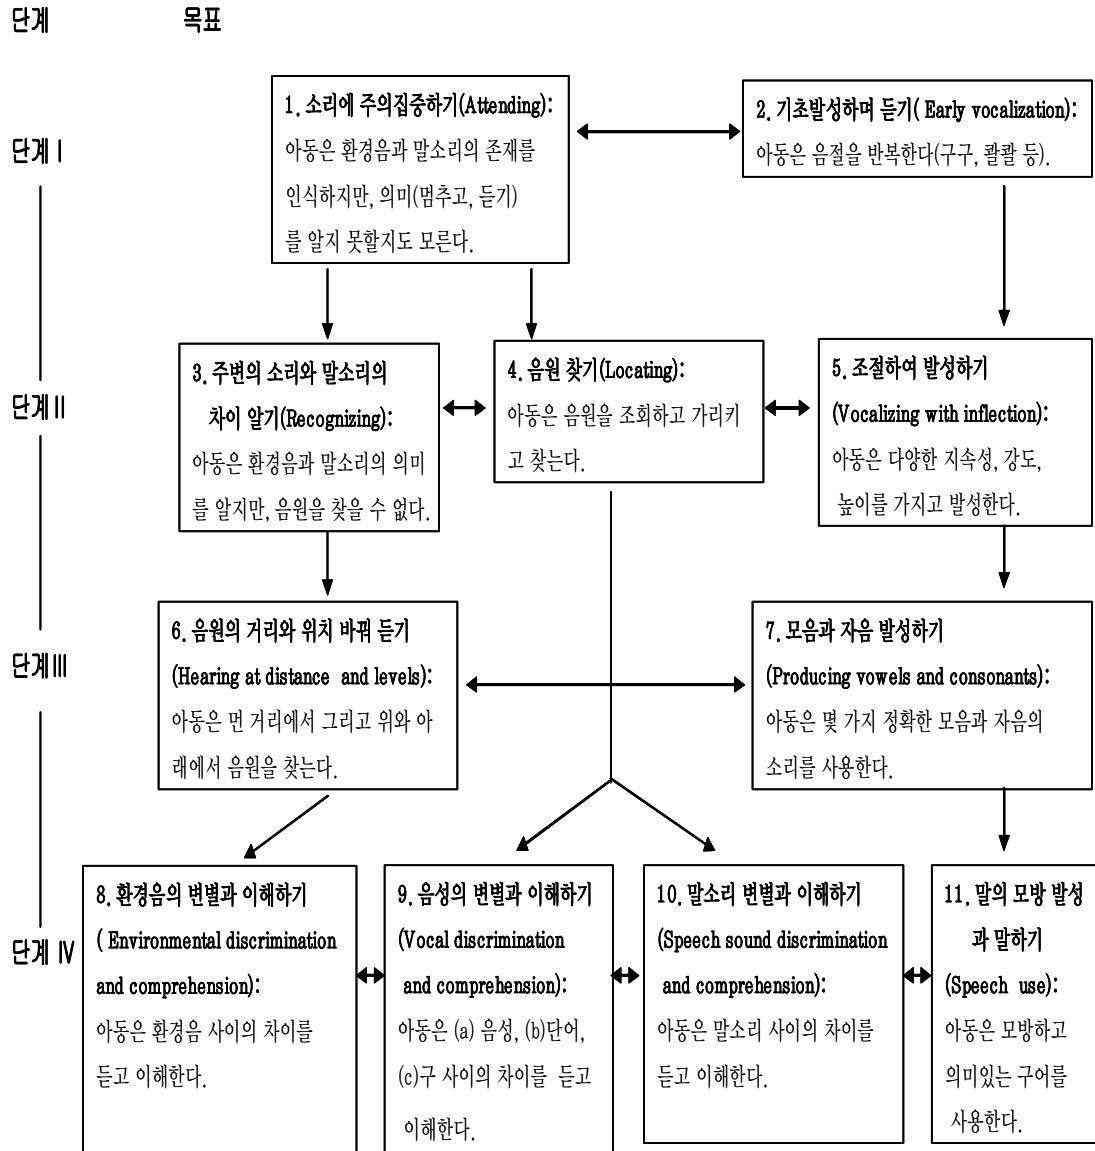 단계 목표
단계 I
1. 소리에 주의집중하기(Attending):
아동은 환경음과 말소리의 존재를
인식하지만, 의미(멈추고, 듣기)
를 알지 못할지도 모른다.
2. 기초발성하며 듣기( Early vocalization):
아동은 음절을 반복한다(구구, 콸콸 등).
단계II
3. 주변의 소리와 말소리의
차이 알기(Recognizing):
아동은 환경음과 말소리의 의미
를 알지만, 음원을 찾을 수 없다.
4. 음원 찾기(Locating):
아동은 음원을 조회하고 가리키
고 찾는다.
5. 조절하여 발성하기
(Vocalizing with inflection):
아동은 다양한 지속성, 강도,
높이를 가지고 발성한다.
단계III
6. 음원의 거리와 위치 바꿔 듣기
(Hearing at distance and levels):
아동은 먼 거리에서 그리고 위와 아
래에서 음원을 찾는다.
7. 모음과 자음 발성하기
(Producing vowels and consonants):
아동은 몇 가지 정확한 모음과 자음의
소리를 사용한다.
단계 IV
8. 환경음의 변별과 이해하기
( Environmental discrimination
and comprehension):
아동은 환경음 사이의 차이를
듣고 이해한다.
9. 음성의 변별과 이해하기
(Vocal discrimination
and comprehension):
아동은 (a) 음성, (b)단어,
(c)구 사이의 차이를 듣고
이해한다.
10. 말소리 변별과 이해하기
(Speech sound discrimination
and comprehension):
아동은 말소리 사이의 차이를
듣고 이해한다.
11. 말의 모방 발성
과 말하기
(Speech use):
아동은 모방하고
의미있는 구어를
사용한다.